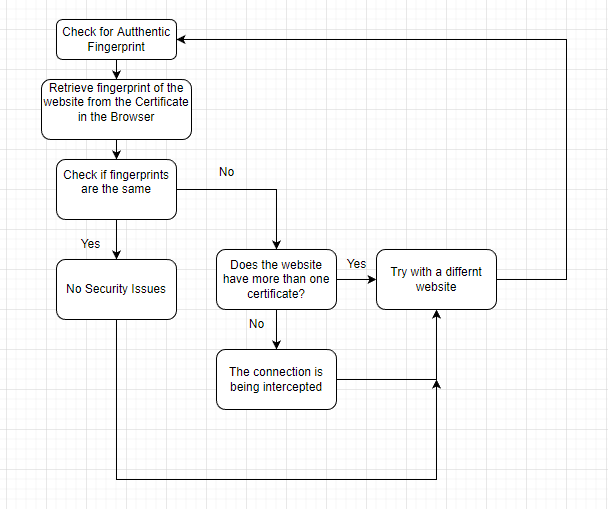 Check for Authhentic
Fingerprint
Retrieve fingerprint of the
website from the Certificate
in the Browser
Check if fingerprints
are the same
No
Yes
No Security Issues
Does the website
have more than one
certificate?
Yes
Try with a differnt
website
No
The connection is
being intercepted